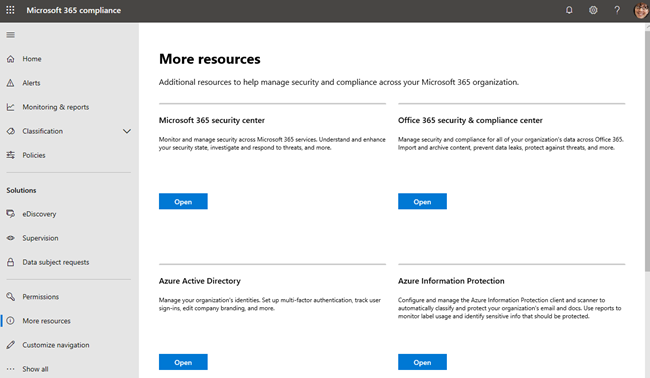 Microsoft 365 compliance
?
Home
Alerts
Monitoring & reports
Classification
Policies
Solutions
eDiscovery
Supervision
Data subject requests
Permissions
More resources
Customize navigation
Show all
More resources
Additional resources to help manage security and compliance across your Microsoft 365 organization.
Microsoft 365 security center
Monitor and manage security across Microsoft 365 services. Understand and enhance
your security state, investigate and respond to threats, and more.
Open
Office 365 security & compliance center
Manage security and compliance for all of your organization's data across Office 365.
Import and archive content, prevent data leaks, protect against threats, and more.
Open
Azure Active Directory
Manage your organization's identities. Set up multi-factor authentication, track user
sign-ins, edit company branding, and more.
Open
Azure Information Protection
Configure and manage the Azure Information Protection client and scanner to
automatically classify and protect your organization's email and docs. Use reports to
monitor label usage and identify sensitive info that should be protected.
Open